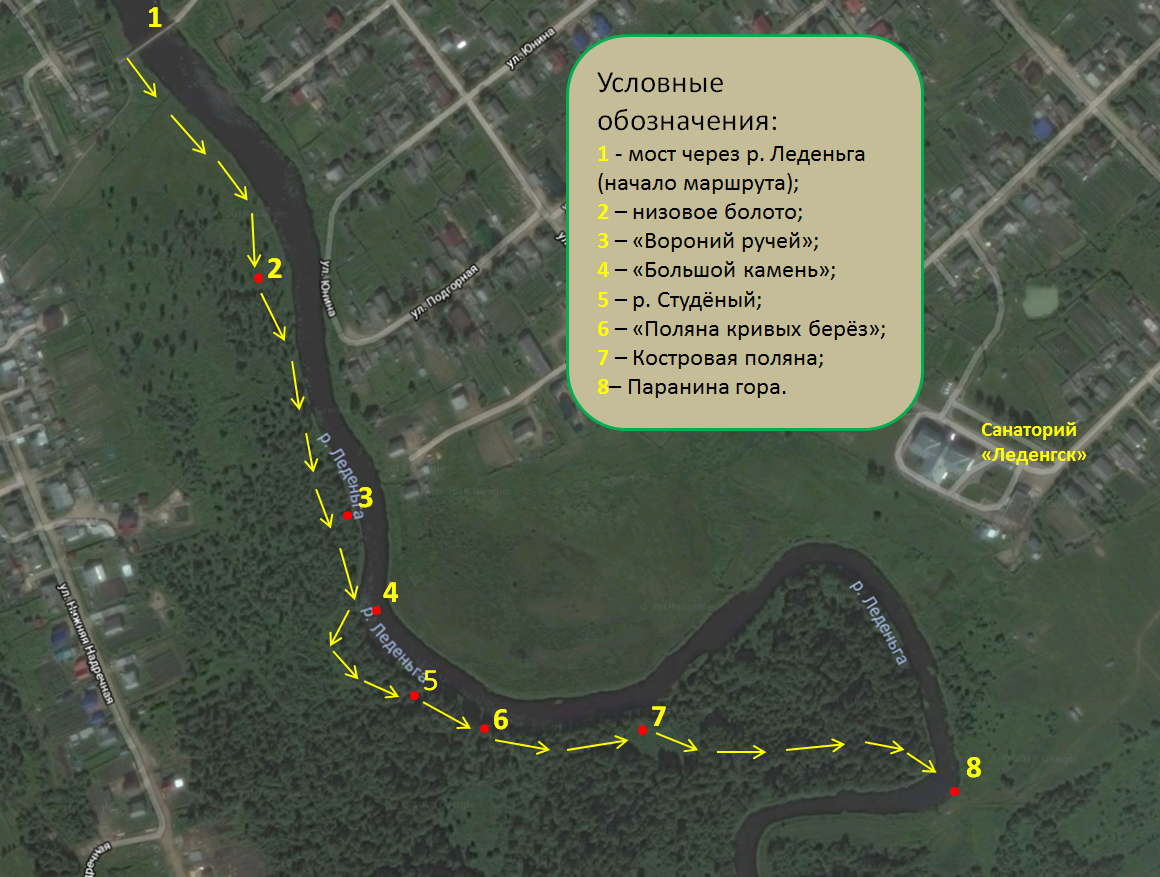 1
ул. Юнина
Условные
обозначения:
1 - мост через р. Леденьга
(начало маршрута);
2 – низовое болото;
3 – «Вороний ручей»;
4 – «Большой камень»;
5 – р. Студёный;
6 – «Поляна кривых берёз»;
7 – Костровая поляна;
8– Паранина гора.
2
ул. Юнина
ул. Подгорная
Санаторий
«Леденгск»
р. Леденьга
3
4
р. Леденьга
р. Леденьга
ул. Нижняя Надречная
5
6
7
8